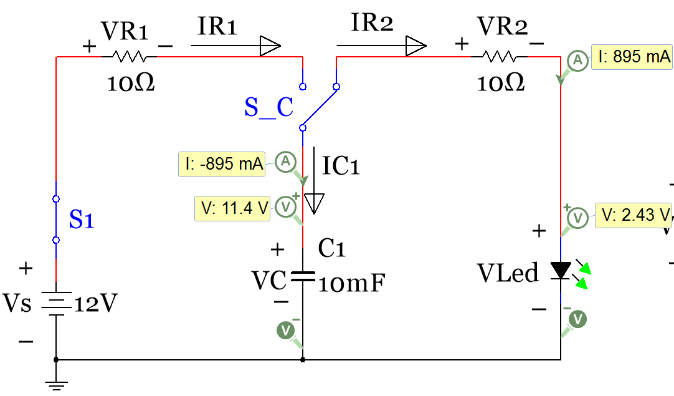 VR1
IR1
IR2
VR2
+
−
+
−
A
I: 895 mA
10Ω
10Ω
S_C
I: -895 mA
A
IC1
V: 11.4 V
V
+
S1
+
V
V: 2.43 V
+
+
C1
+
VLed
Vs
12V
VC
10mF
−
−
−
V
−
V
−